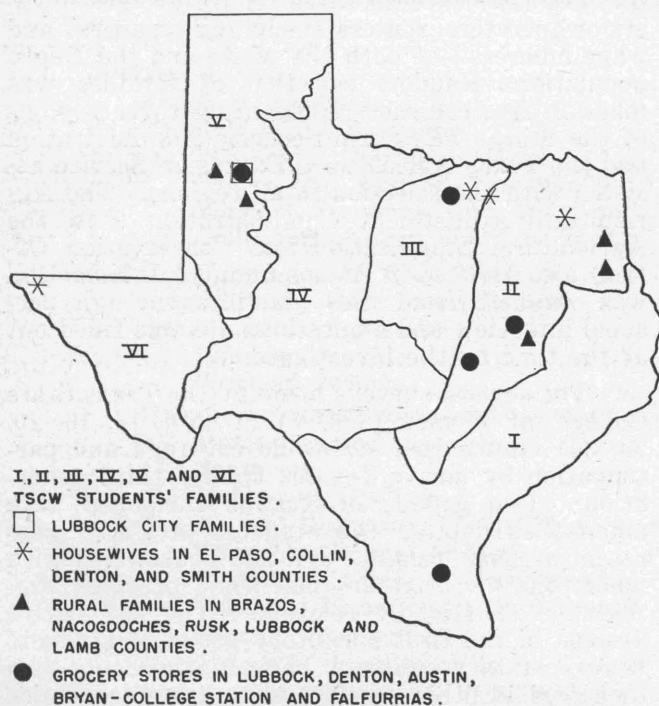 V
III
II
IV
VI
I
I, II, III, IV, V AND VI
TSCW STUDENTS' FAMILIES.
LUBBOCK CITY FAMILIES.
HOUSEWIVES IN EL PASO, COLLIN,
DENTON, AND SMITH COUNTIES.
RURAL FAMILIES IN BRAZOS,
NACOGDOCHES, RUSK, LUBBOCK AND
LAMB COUNTIES.
GROCERY STORES IN LUBBOCK, DENTON, AUSTIN,
BRYAN-COLLEGE STATION AND FALFURRIAS.